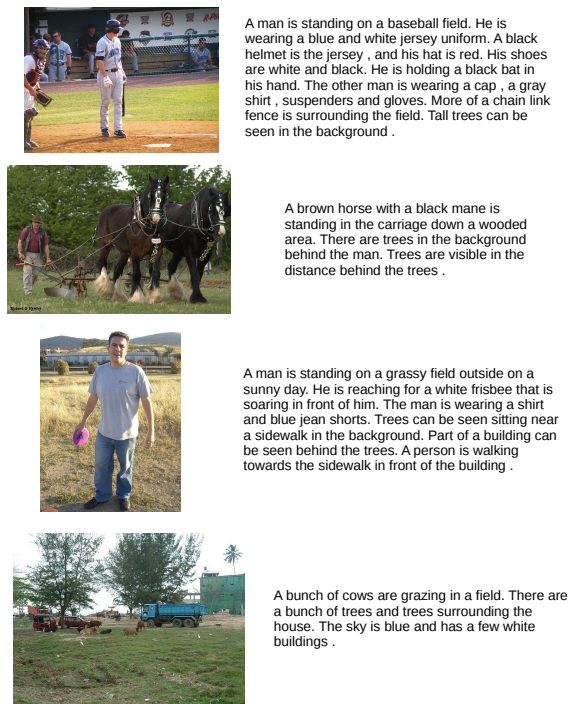 A man is standing on a baseball field. He is
wearing a blue and white jersey uniform. A black
helmet is the jersey , and his hat is red. His shoes
are white and black. He is holding a black bat in
his hand. The other man is wearing a cap , a gray
shirt , suspenders and gloves. More of a chain link
fence is surrounding the field. Tall trees can be
seen in the background .
A brown horse with a black mane is
standing in the carriage down a wooded
area. There are trees in the background
behind the man. Trees are visible in the
distance behind the trees .
A man is standing on a grassy field outside on a
sunny day. He is reaching for a white frisbee that is
soaring in front of him. The man is wearing a shirt
and blue jean shorts. Trees can be seen sitting near
a sidewalk in the background. Part of a building can
be seen behind the trees. A person is walking
towards the sidewalk in front of the building .
A bunch of cows are grazing in a field. There are
a bunch of trees and trees surrounding the
house. The sky is blue and has a few white
buildings .